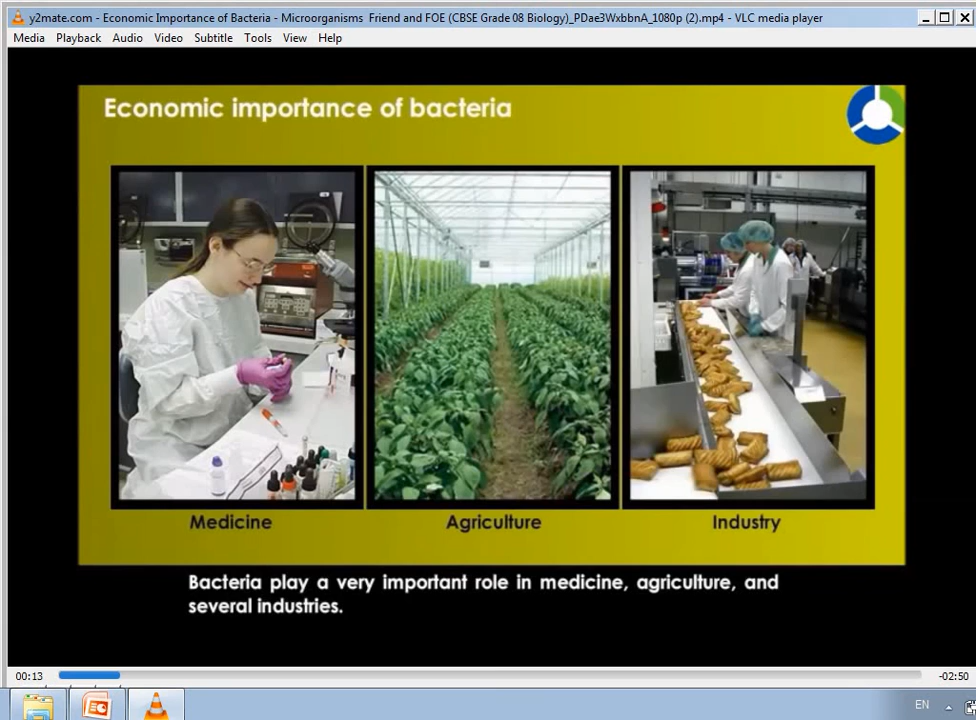 y2mate.com - Economic Importance of Bacteria - Microorganisms  Friend and FOE (CBSE Grade 08 Biology)_PDae3WxbbnA_1080p (2).mp4 - VLC media player
Media Playback Audio Video Subtitle Tools View Help
Economic importance of bacteria
Medicine Agriculture Industry
Bacteria play a very important role in medicine, agriculture, and
several industries.
00:13 -02:50
EN